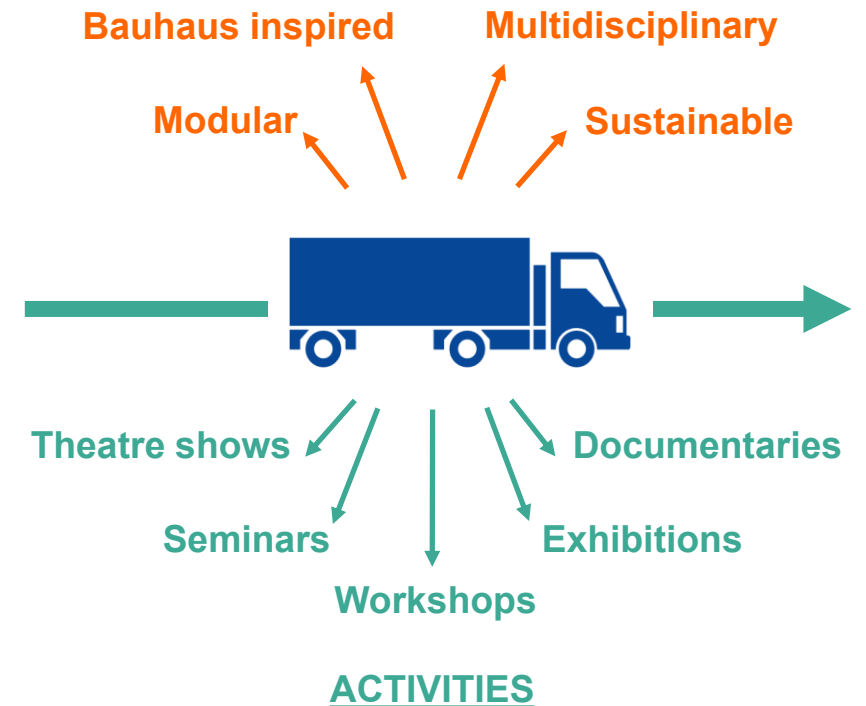 Bauhaus inspired
Multidisciplinary
Modular
Sustainable
Theatre shows
Documentaries
Seminars
Exhibitions
Workshops
ACTIVITIES